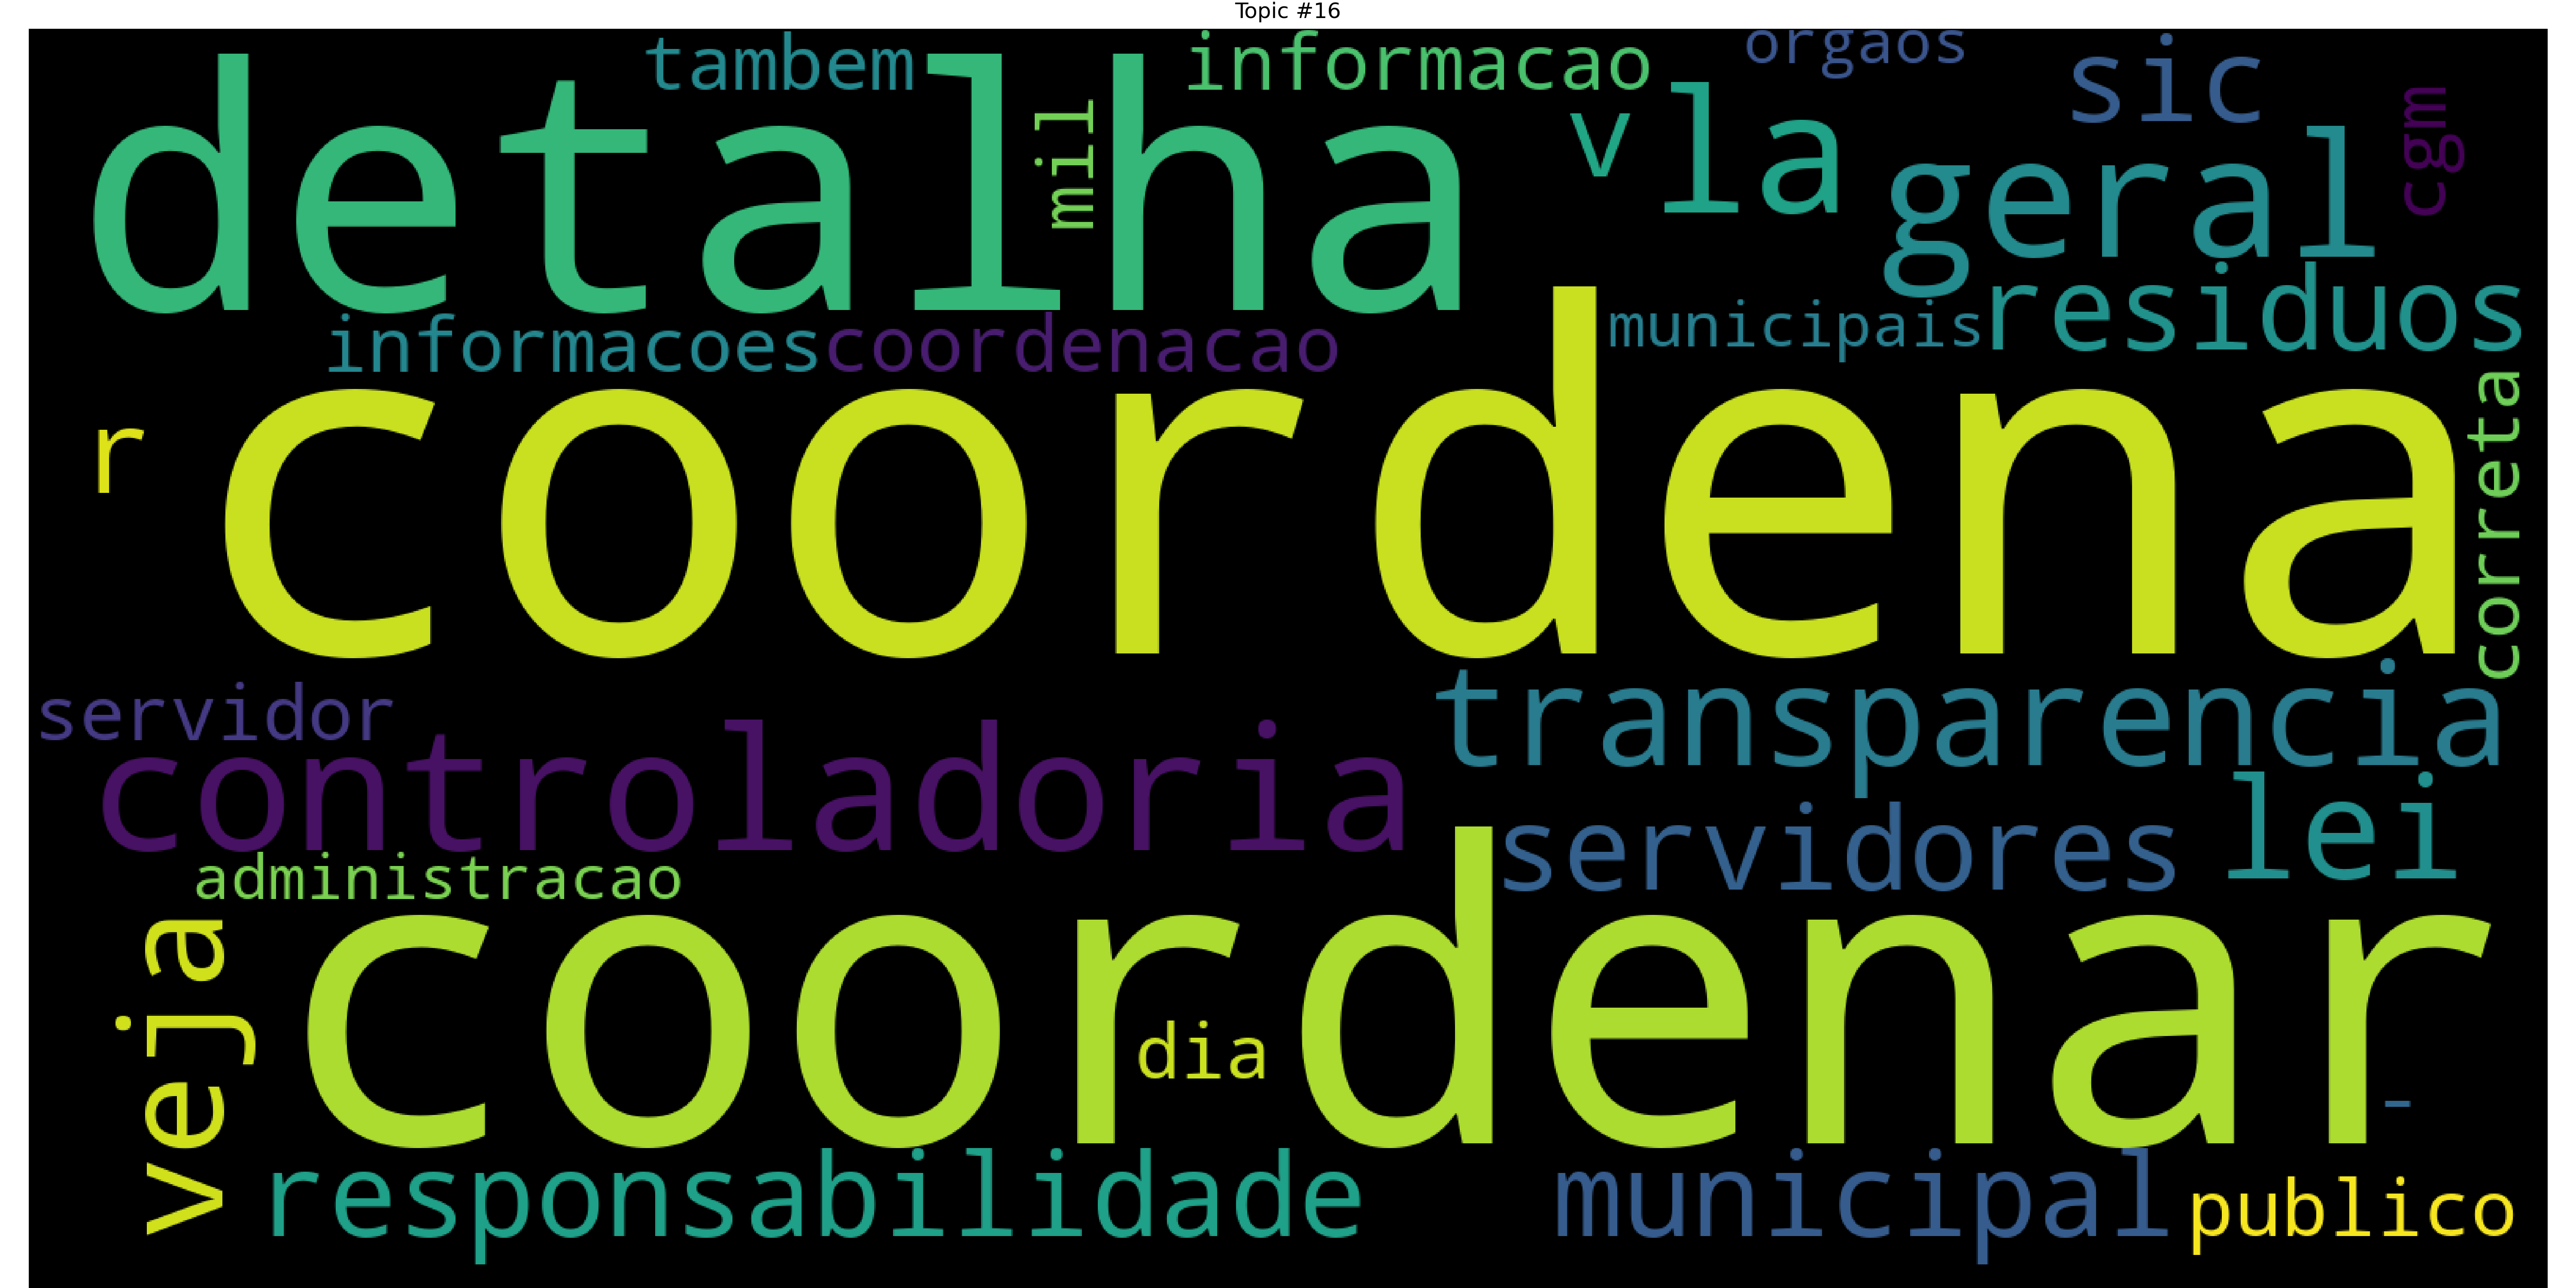 Topic #16
tambem
informacao
orgaos
sic
cgm
detalha
mil
vla
geral
informacoes
coordenacao
municipais
residuos
r
coordena
correta
servidor
controladoria
transparencia
administracao
servidores
lei
veja
coordenar
dia
-
responsabilidade
municipal
publico